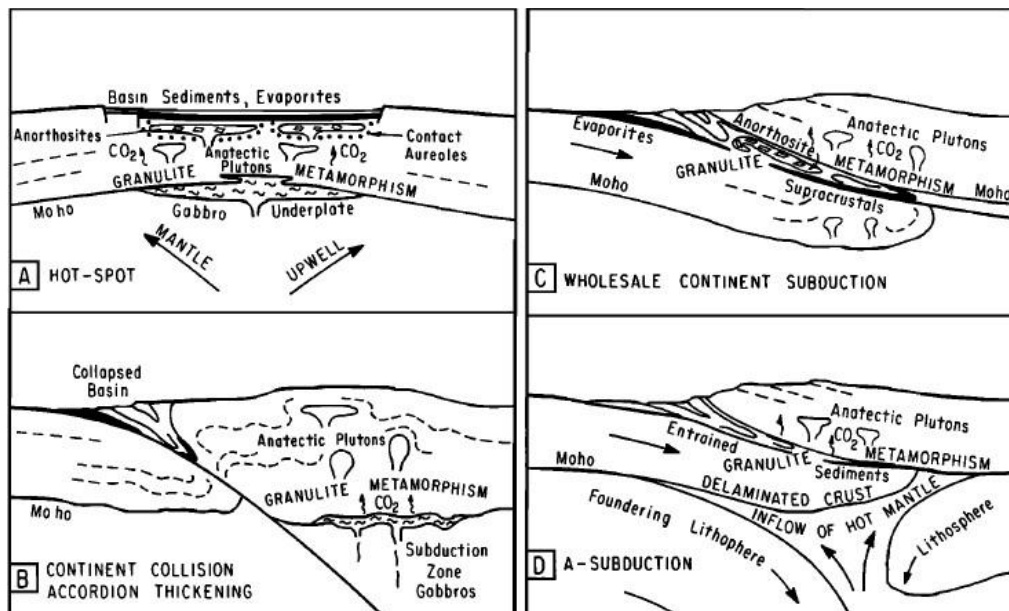 Basin Sediments, Evaporites
Anorthosites
Contact
Aureoles
CO2
Anatectic
Plutons
CO2
GRANULITE
METAMORPHISM
Moho
Gabbro
Underplate
MANTLE
UPWELL
A HOT-SPOT
Collapsed
Basin
Anatectic Plutons
GRANULITE
METAMORPHISM
CO2
Moho
Subduction
Zone
Gabbros
B CONTINENT COLLISION
ACCORDION THICKENING
Evaporites
Anorthosite
Anatectic Plutons
CO2
GRANULITE
METAMORPHISM
Moho
Moho
Suprocrustals
C WHOLESALE CONTINENT SUBDUCTION
Entrained
Anatectic Plutons
CO2
GRANULITE
METAMORPHISM
Sediments
Moho
DELAMINATED CRUST
INFLOW OF HOT MANTLE
Foundering Lithophere
Lithosphere
D A-SUBDUCTION